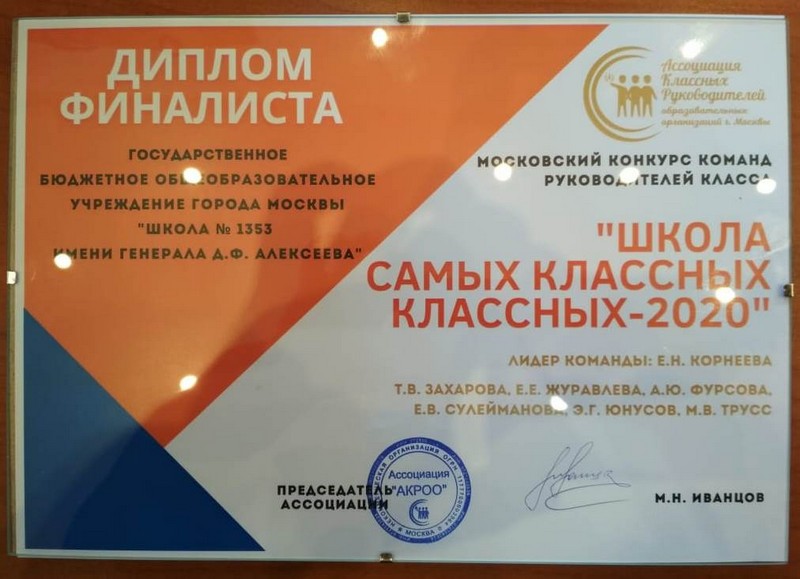 ДИПЛОМ
ФИНАЛИСТА
ГОСУДАРСТВЕННОЕ
БЮДЖЕТНОЕ ОБЩЕОБРАЗОВАТЕЛЬНОЕ
УЧРЕЖДЕНИЕ ГОРОДА МОСКВЫ
"ШКОЛА № 1353
ИМЕНИ ГЕНЕРАЛА Д.Ф. АЛЕКСЕЕВА"
Ассоциация
Классных
Руководителей
образовательных
организаций г. Москвы
МОСКОВСКИЙ КОНКУРС КОМАНД
РУКОВОДИТЕЛЕЙ КЛАССА
"ШКОЛА
САМЫХ КЛАССНЫХ
КЛАССНЫХ-2020"
ЛИДЕР КОМАНДЫ: Е.Н. КОРНЕЕВА
Т.В. ЗАХАРОВА, Е.Е. ЖУРАВЛЕВА, А.Ю. ФУРСОВА,
Е.В. СУЛЕЙМАНОВА, Э.Г. ЮНУСОВ, М.В. ТРУСС
ПРЕДСЕДАТЕЛЬ
АССОЦИАЦИИ
Ассоциация
"АКРОО"
МОСКВА
М.Н. ИВАНЦОВ